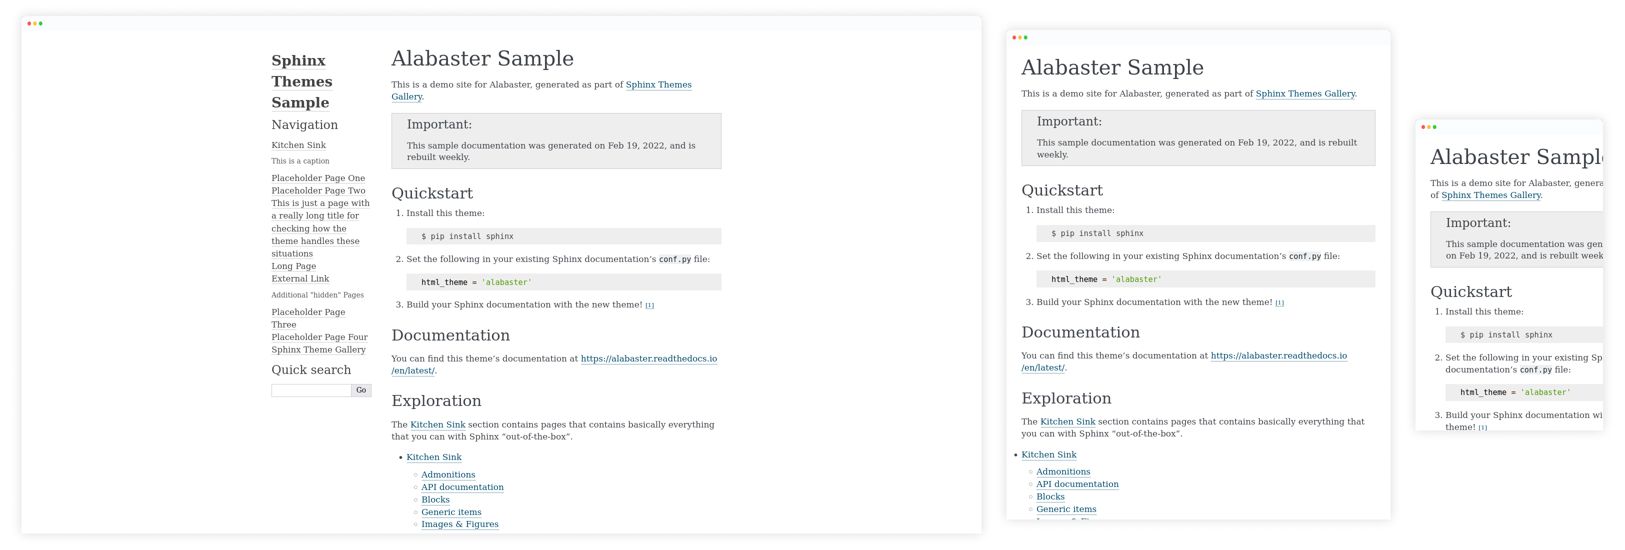 Sphinx
Themes
Sample
Navigation
Kitchen Sink
This is a caption
Placeholder Page One
Placeholder Page Two
This is just a page with
a really long title for
checking how the
theme handles these
situations
Long Page
External Link
Additional "hidden" Pages
Placeholder Page
Three
Placeholder Page Four
Sphinx Theme Gallery
Quick search
Go
Alabaster Sample
This is a demo site for Alabaster, generated as part of Sphinx Themes
Gallery.
Important:
This sample documentation was generated on Feb 19, 2022, and is
rebuilt weekly.
Quickstart
1. Install this theme:
$ pip install sphinx
2. Set the following in your existing Sphinx documentation’s conf.py file:
html_theme = 'alabaster'
3. Build your Sphinx documentation with the new theme! [1]
Documentation
You can find this theme’s documentation at https://alabaster.readthedocs.io
/en/latest/.
Exploration
The Kitchen Sink section contains pages that contains basically everything
that you can with Sphinx “out-of-the-box”.
• Kitchen Sink
◦ Admonitions
◦ API documentation
◦ Blocks
◦ Generic items
◦ Images & Figures
Alabaster Sample
This is a demo site for Alabaster, generated as part of Sphinx Themes Gallery.
Important:
This sample documentation was generated on Feb 19, 2022, and is rebuilt
weekly.
Quickstart
1. Install this theme:
$ pip install sphinx
2. Set the following in your existing Sphinx documentation’s conf.py file:
html_theme = 'alabaster'
3. Build your Sphinx documentation with the new theme! [1]
Documentation
You can find this theme’s documentation at https://alabaster.readthedocs.io
/en/latest/.
Exploration
The Kitchen Sink section contains pages that contains basically everything that
you can with Sphinx “out-of-the-box”.
• Kitchen Sink
◦ Admonitions
◦ API documentation
◦ Blocks
◦ Generic items
Alabaster Sample
This is a demo site for Alabaster, genera
of Sphinx Themes Gallery.
Important:
This sample documentation was gen
on Feb 19, 2022, and is rebuilt week
Quickstart
1. Install this theme:
$ pip install sphinx
2. Set the following in your existing Sp
documentation’s conf.py file:
html_theme = 'alabaster'
3. Build your Sphinx documentation wi
theme! [1]